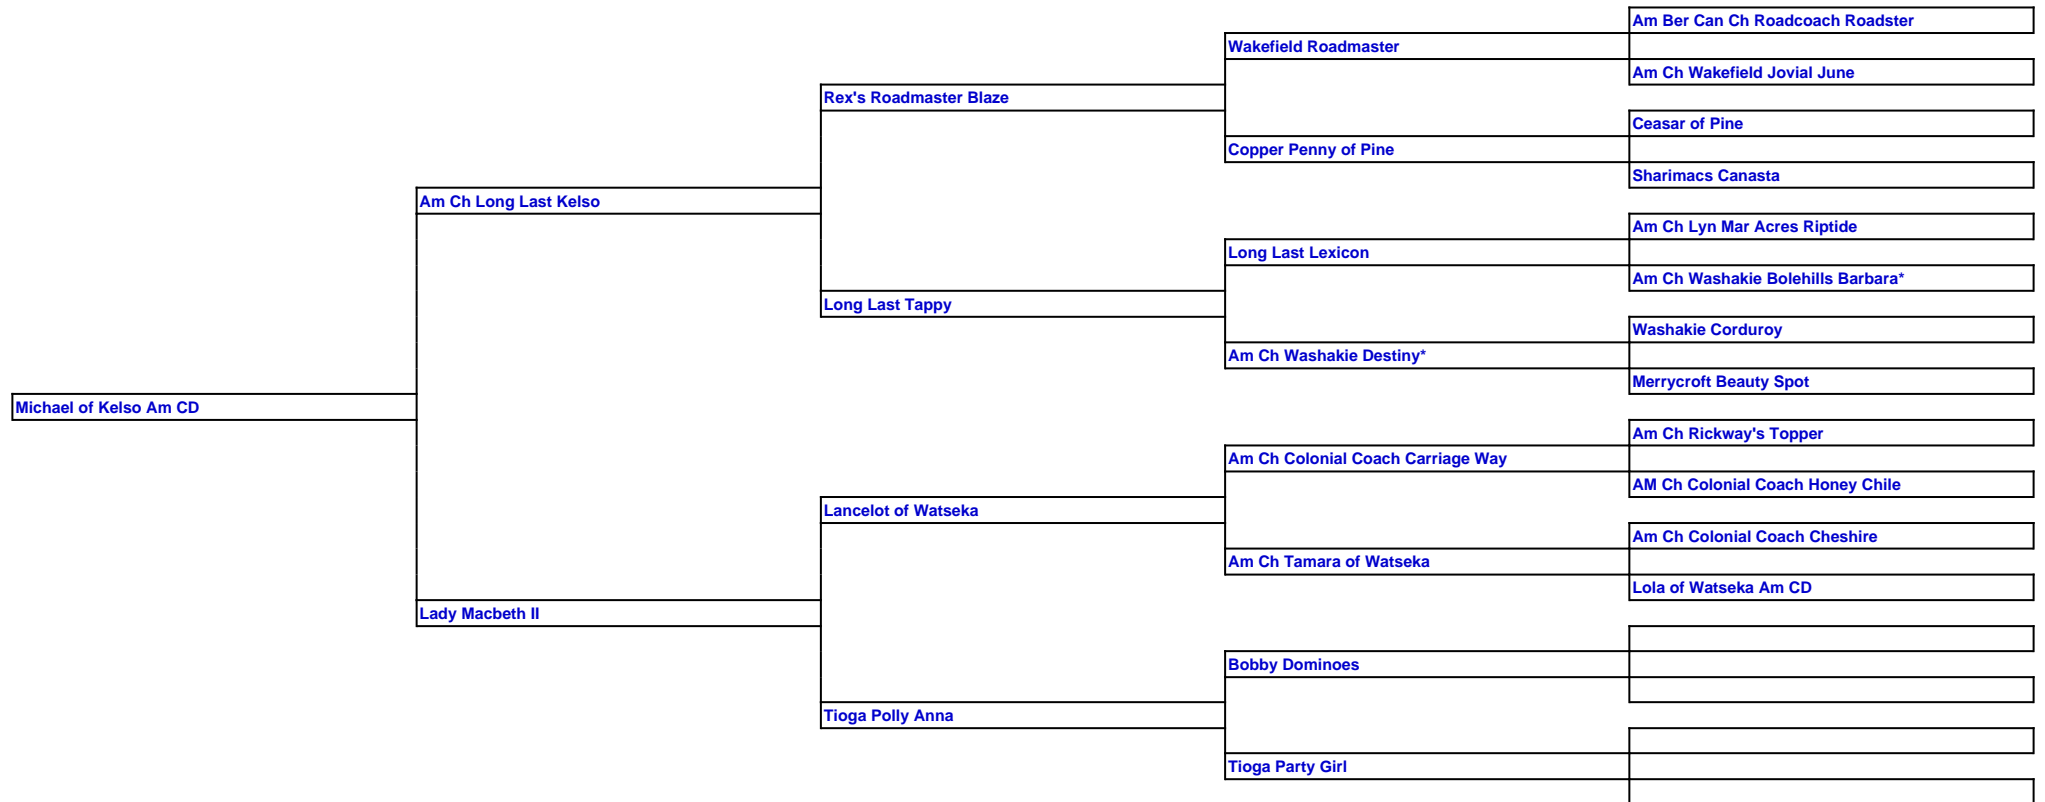 Am Ber Can Ch Roadcoach Roadster
Wakefield Roadmaster
Am Ch Wakefield Jovial June
Rex's Roadmaster Blaze
Ceasar of Pine
Copper Penny of Pine
Sharimacs Canasta
Am Ch Long Last Kelso
Am Ch Lyn Mar Acres Riptide
Long Last Lexicon
Am Ch Washakie Bolehills Barbara*
Long Last Tappy
Washakie Corduroy
Am Ch Washakie Destiny*
Merrycroft Beauty Spot
Michael of Kelso Am CD
Am Ch Rickway's Topper
Am Ch Colonial Coach Carriage Way
AM Ch Colonial Coach Honey Chile
Lancelot of Watseka
Am Ch Colonial Coach Cheshire
Am Ch Tamara of Watseka
Lola of Watseka Am CD
Lady Macbeth II
Bobby Dominoes
Tioga Polly Anna
Tioga Party Girl